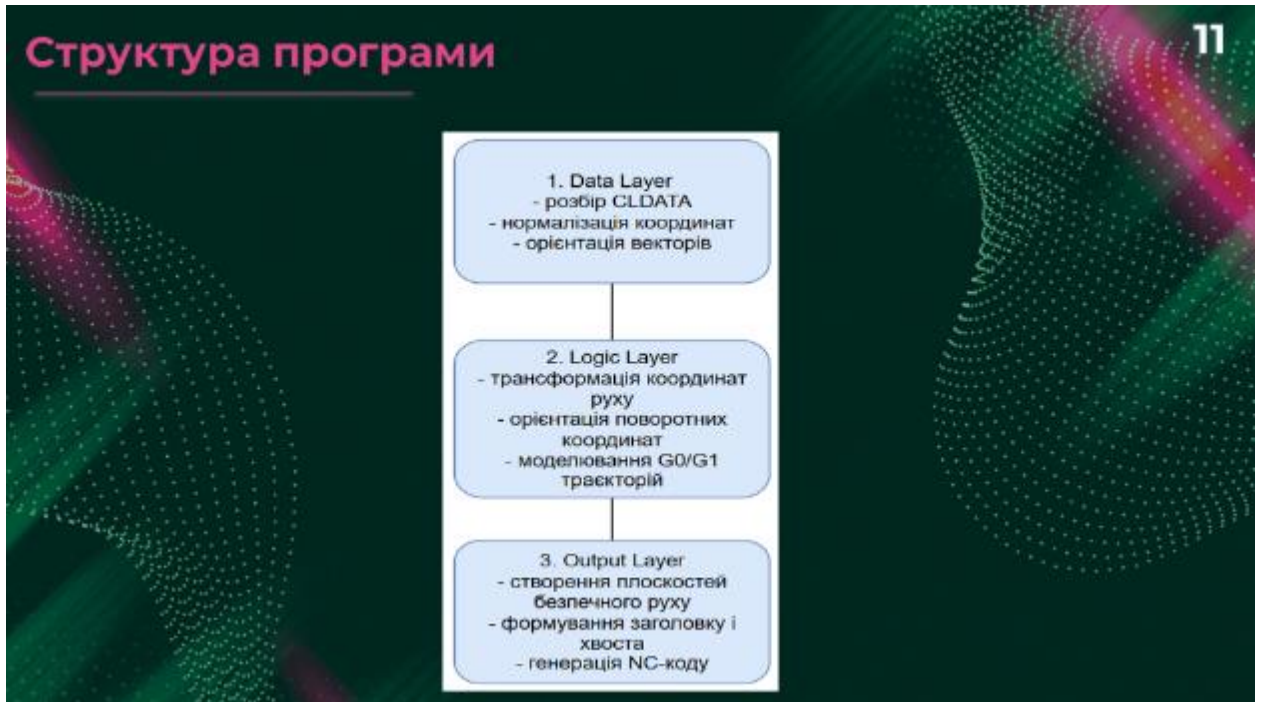 Структура програми
11
1. Data Layer
- розбір CLDATA
- нормалізація координат
- орієнтація векторів
2. Logic Layer
- трансформація координат
руху
- орієнтація поворотних
координат
- моделювання G0/G1
траєкторій
3. Output Layer
- створення плоскостей
безпечного руху
- формування заголовку і
хвоста
- генерація NC-коду